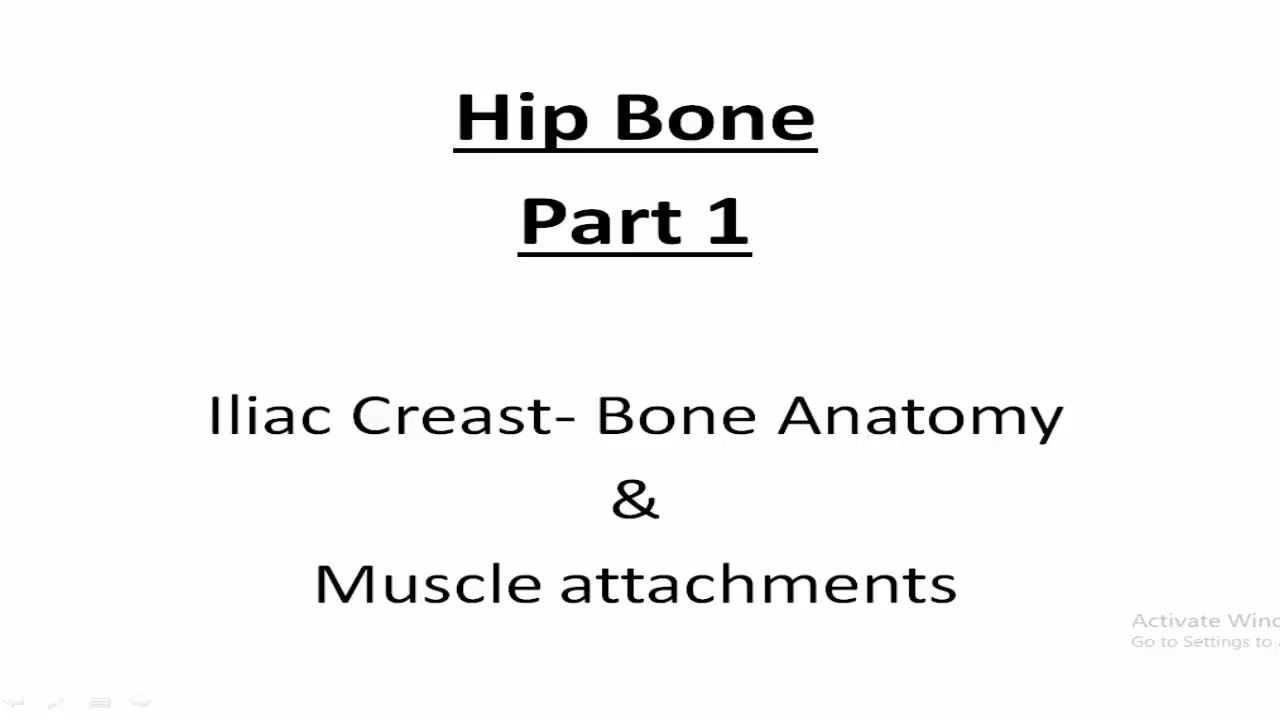 Hip Bone
Part 1
Iliac Creast- Bone Anatomy
&
Muscle attachments
Activate Winc
Go to Settings to